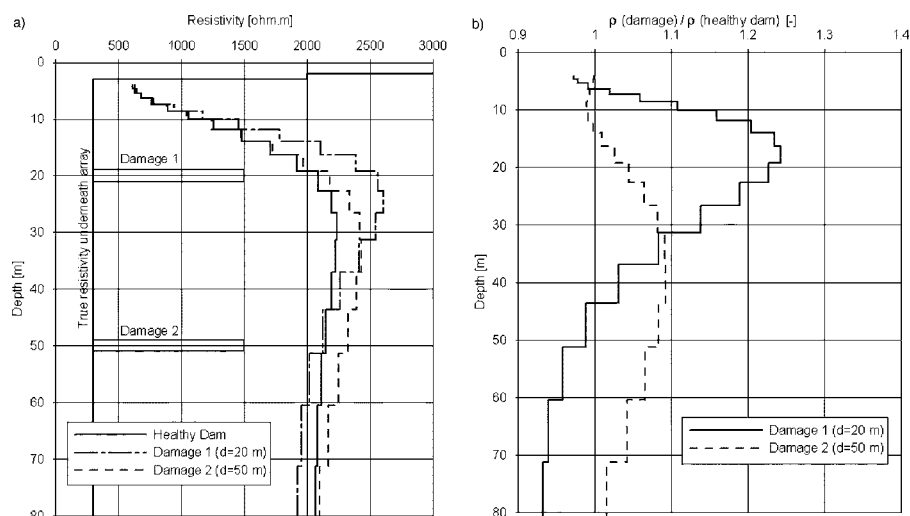 a)
Resistivity [ohm.m]
0 500 1000 1500 2000 2500 3000
0
10
20
30
40
50
60
70
80
Depth [m]
True resistivity underneath array
Damage 1
Damage 2
Healthy Dam
Damage 1 (d=20 m)
Damage 2 (d=50 m)
b)
ρ (damage) / ρ (healthy dam) [-]
0.9 1 1.1 1.2 1.3 1.4
0
10
20
30
40
50
60
70
80
Depth [m]
Damage 1 (d=20 m)
Damage 2 (d=50 m)